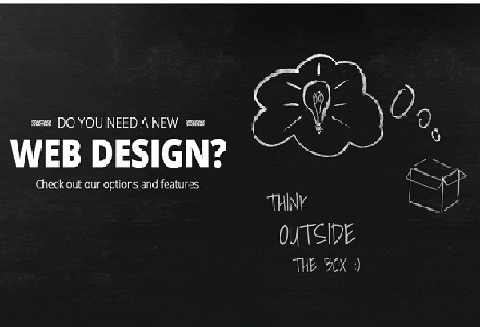 DO YOU NEED A NEW
WEB DESIGN?
Check out our options and features
THINK
OUTSIDE
THE BOX :)